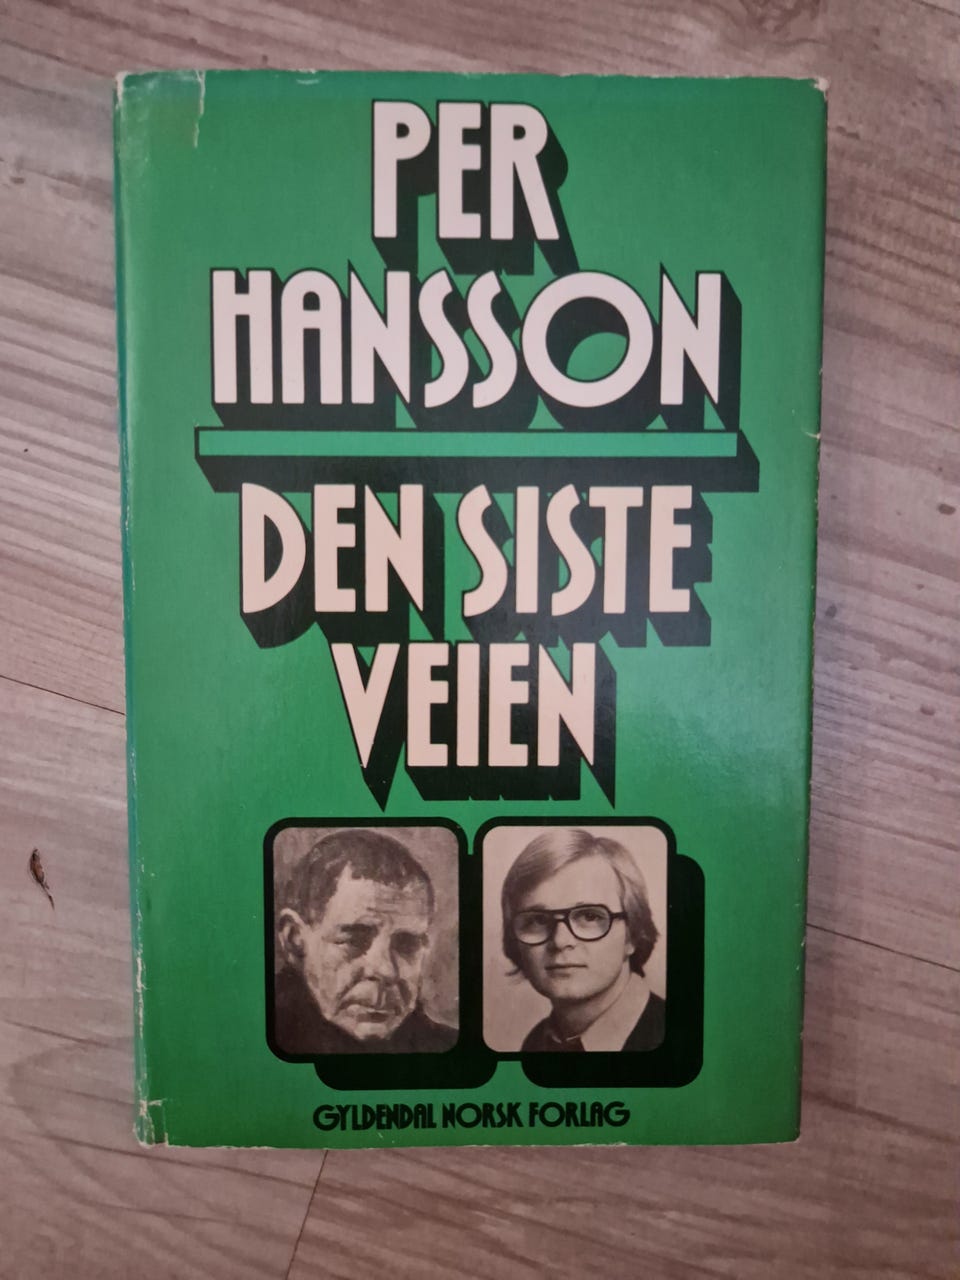 PER
HANSSON
DEN SISTE
VEIEN
GYLDENDAL NORSK FORLAG